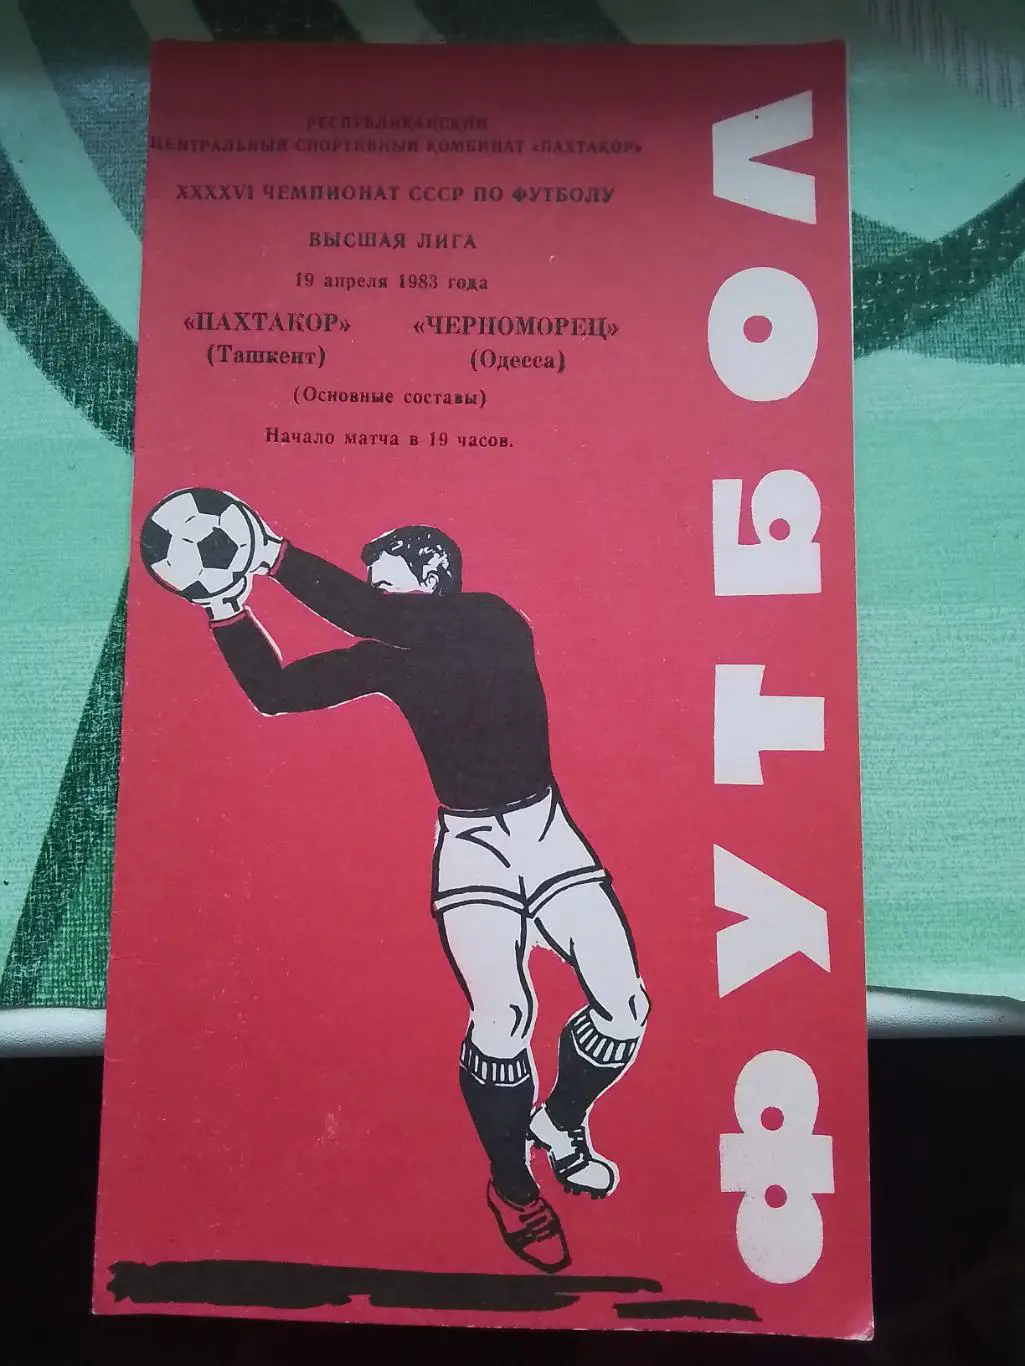 РЕСПУБЛИКАНСКИЙ
ЦЕНТРАЛЬНЫЙ СПОРТИВНЫЙ КОМБИНАТ «ПАХТАКОР»
XXXXVI ЧЕМПИОНАТ СССР ПО ФУТБОЛУ
ВЫСШАЯ ЛИГА
19 апреля 1983 года
«ПАХТАКОР» «ЧЕРНОМОРЕЦ»
(Ташкент) (Одесса)
(Основные составы)
Начало матча в 19 часов.
ФУТБОЛ